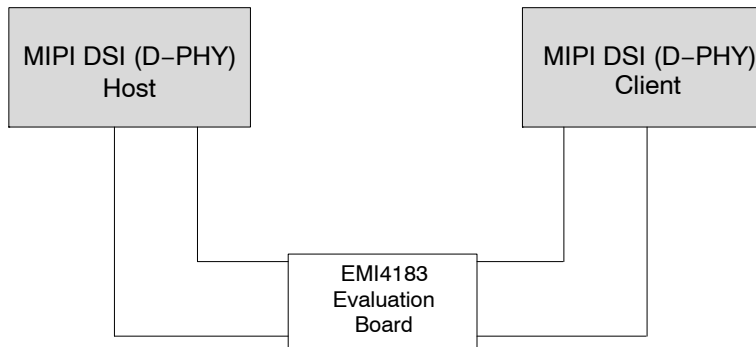 MIPI DSI (D−PHY)
Host
MIPI DSI (D−PHY)
Client
EMI4183
Evaluation
Board